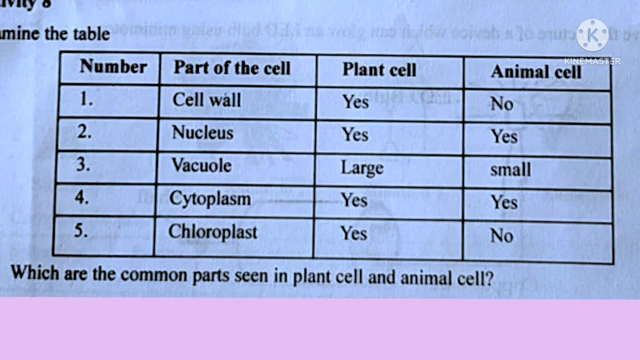 mine the table
KINEMASTER
Number Part of the cell Plant cell Animal cell
1. Cell wall Yes No
2. Nucleus Yes Yes
3. Vacuole Large small
4. Cytoplasm Yes Yes
5. Chloroplast Yes No
Which are the common parts seen in plant cell and animal cell?